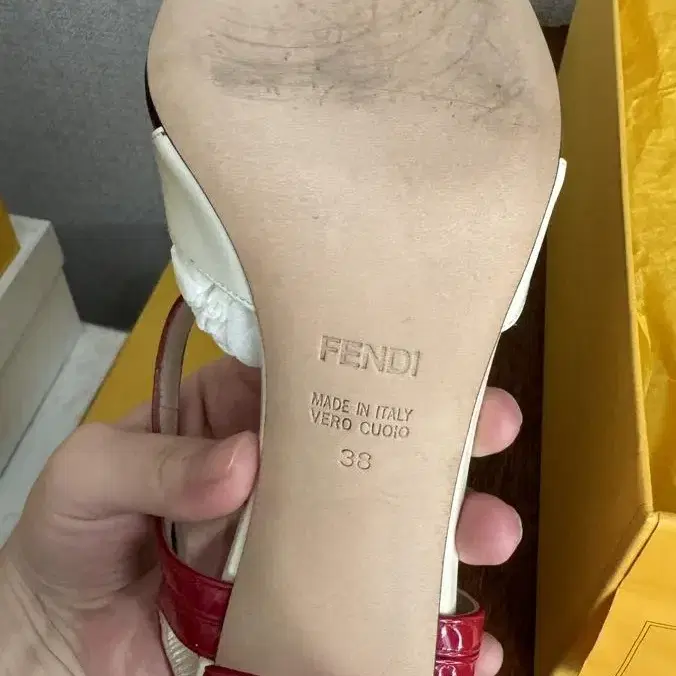 FENDI
MADE IN ITALY
VERO CUOIO
38